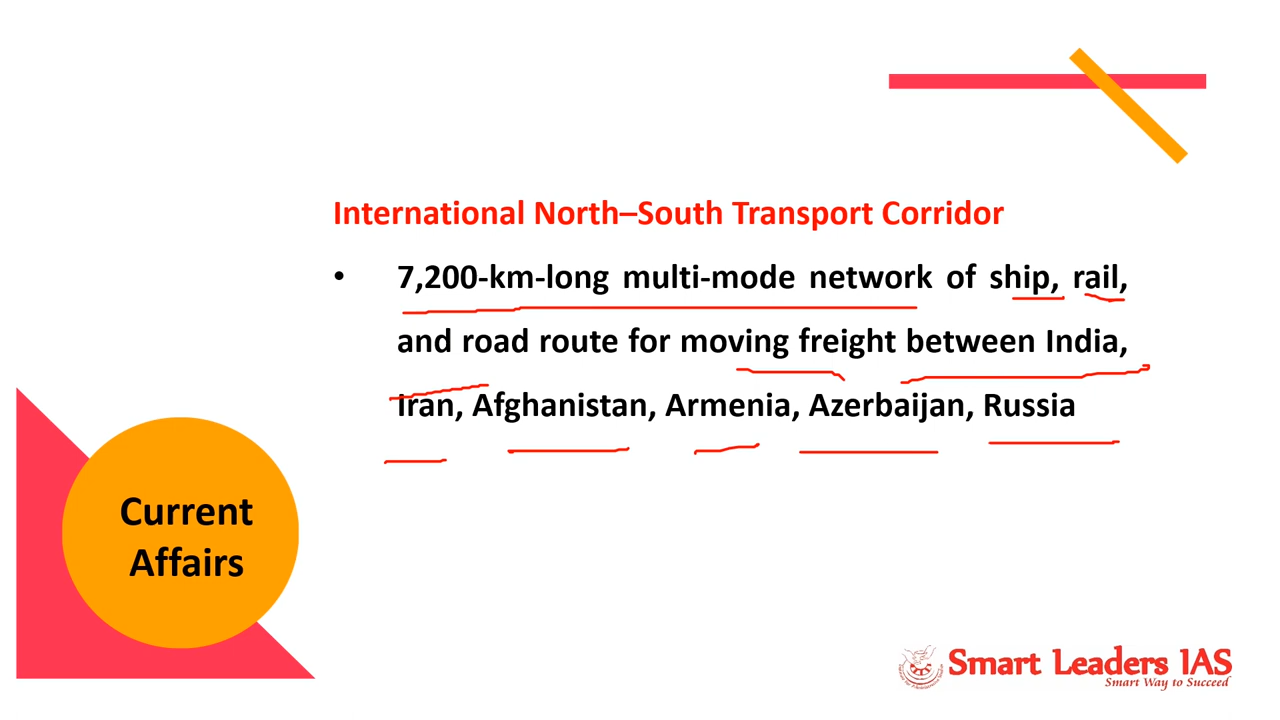 International North–South Transport Corridor
• 7,200-km-long multi-mode network of ship, rail,
and road route for moving freight between India,
Iran, Afghanistan, Armenia, Azerbaijan, Russia
Current
Affairs
Smart Leaders IAS
Smart Way to Succeed